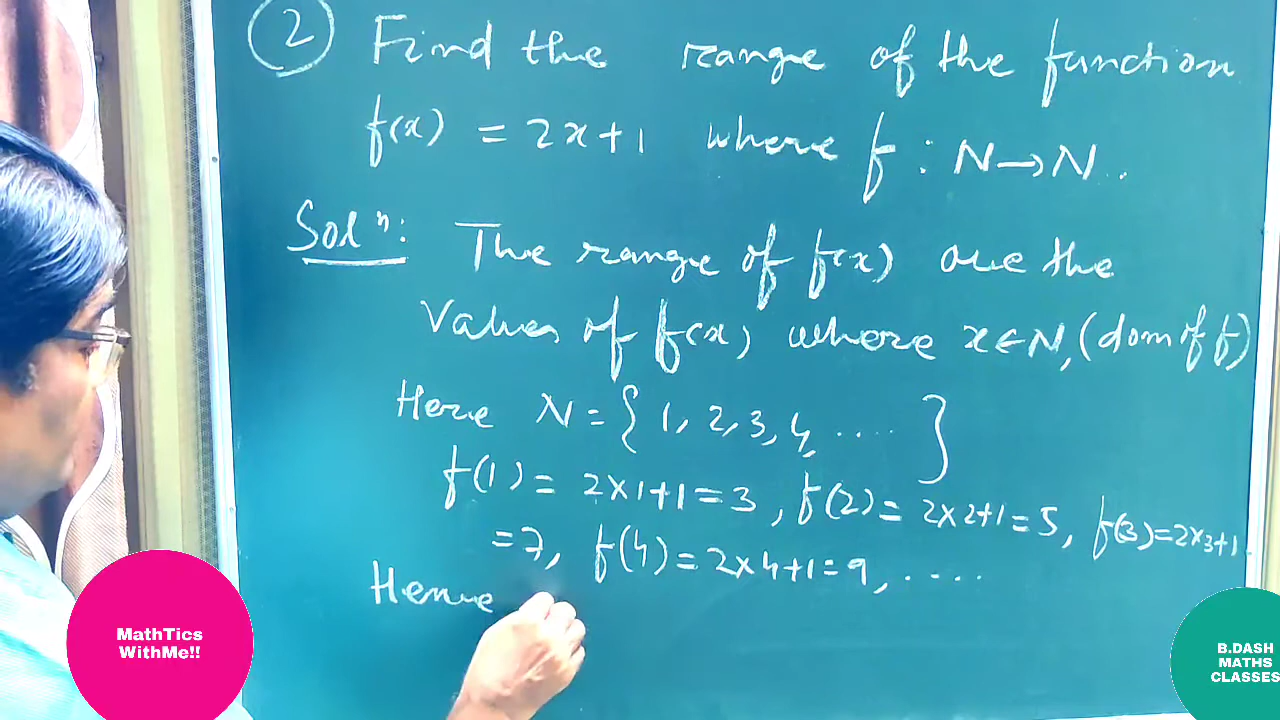 ② Find the range of the function
f(x) = 2x+1 where f : N→N.
Solⁿ: The range of f(x) are the
values of f(x) where x∈N, (dom of f)
Here N = {1, 2, 3, 4, .... }
f(1) = 2×1+1 = 3, f(2) = 2×2+1 = 5, f(3) = 2×3+1
= 7, f(4) = 2×4+1 = 9, ....
Hence
MathTics
WithMe!!
B.DASH
MATHS
CLASSES